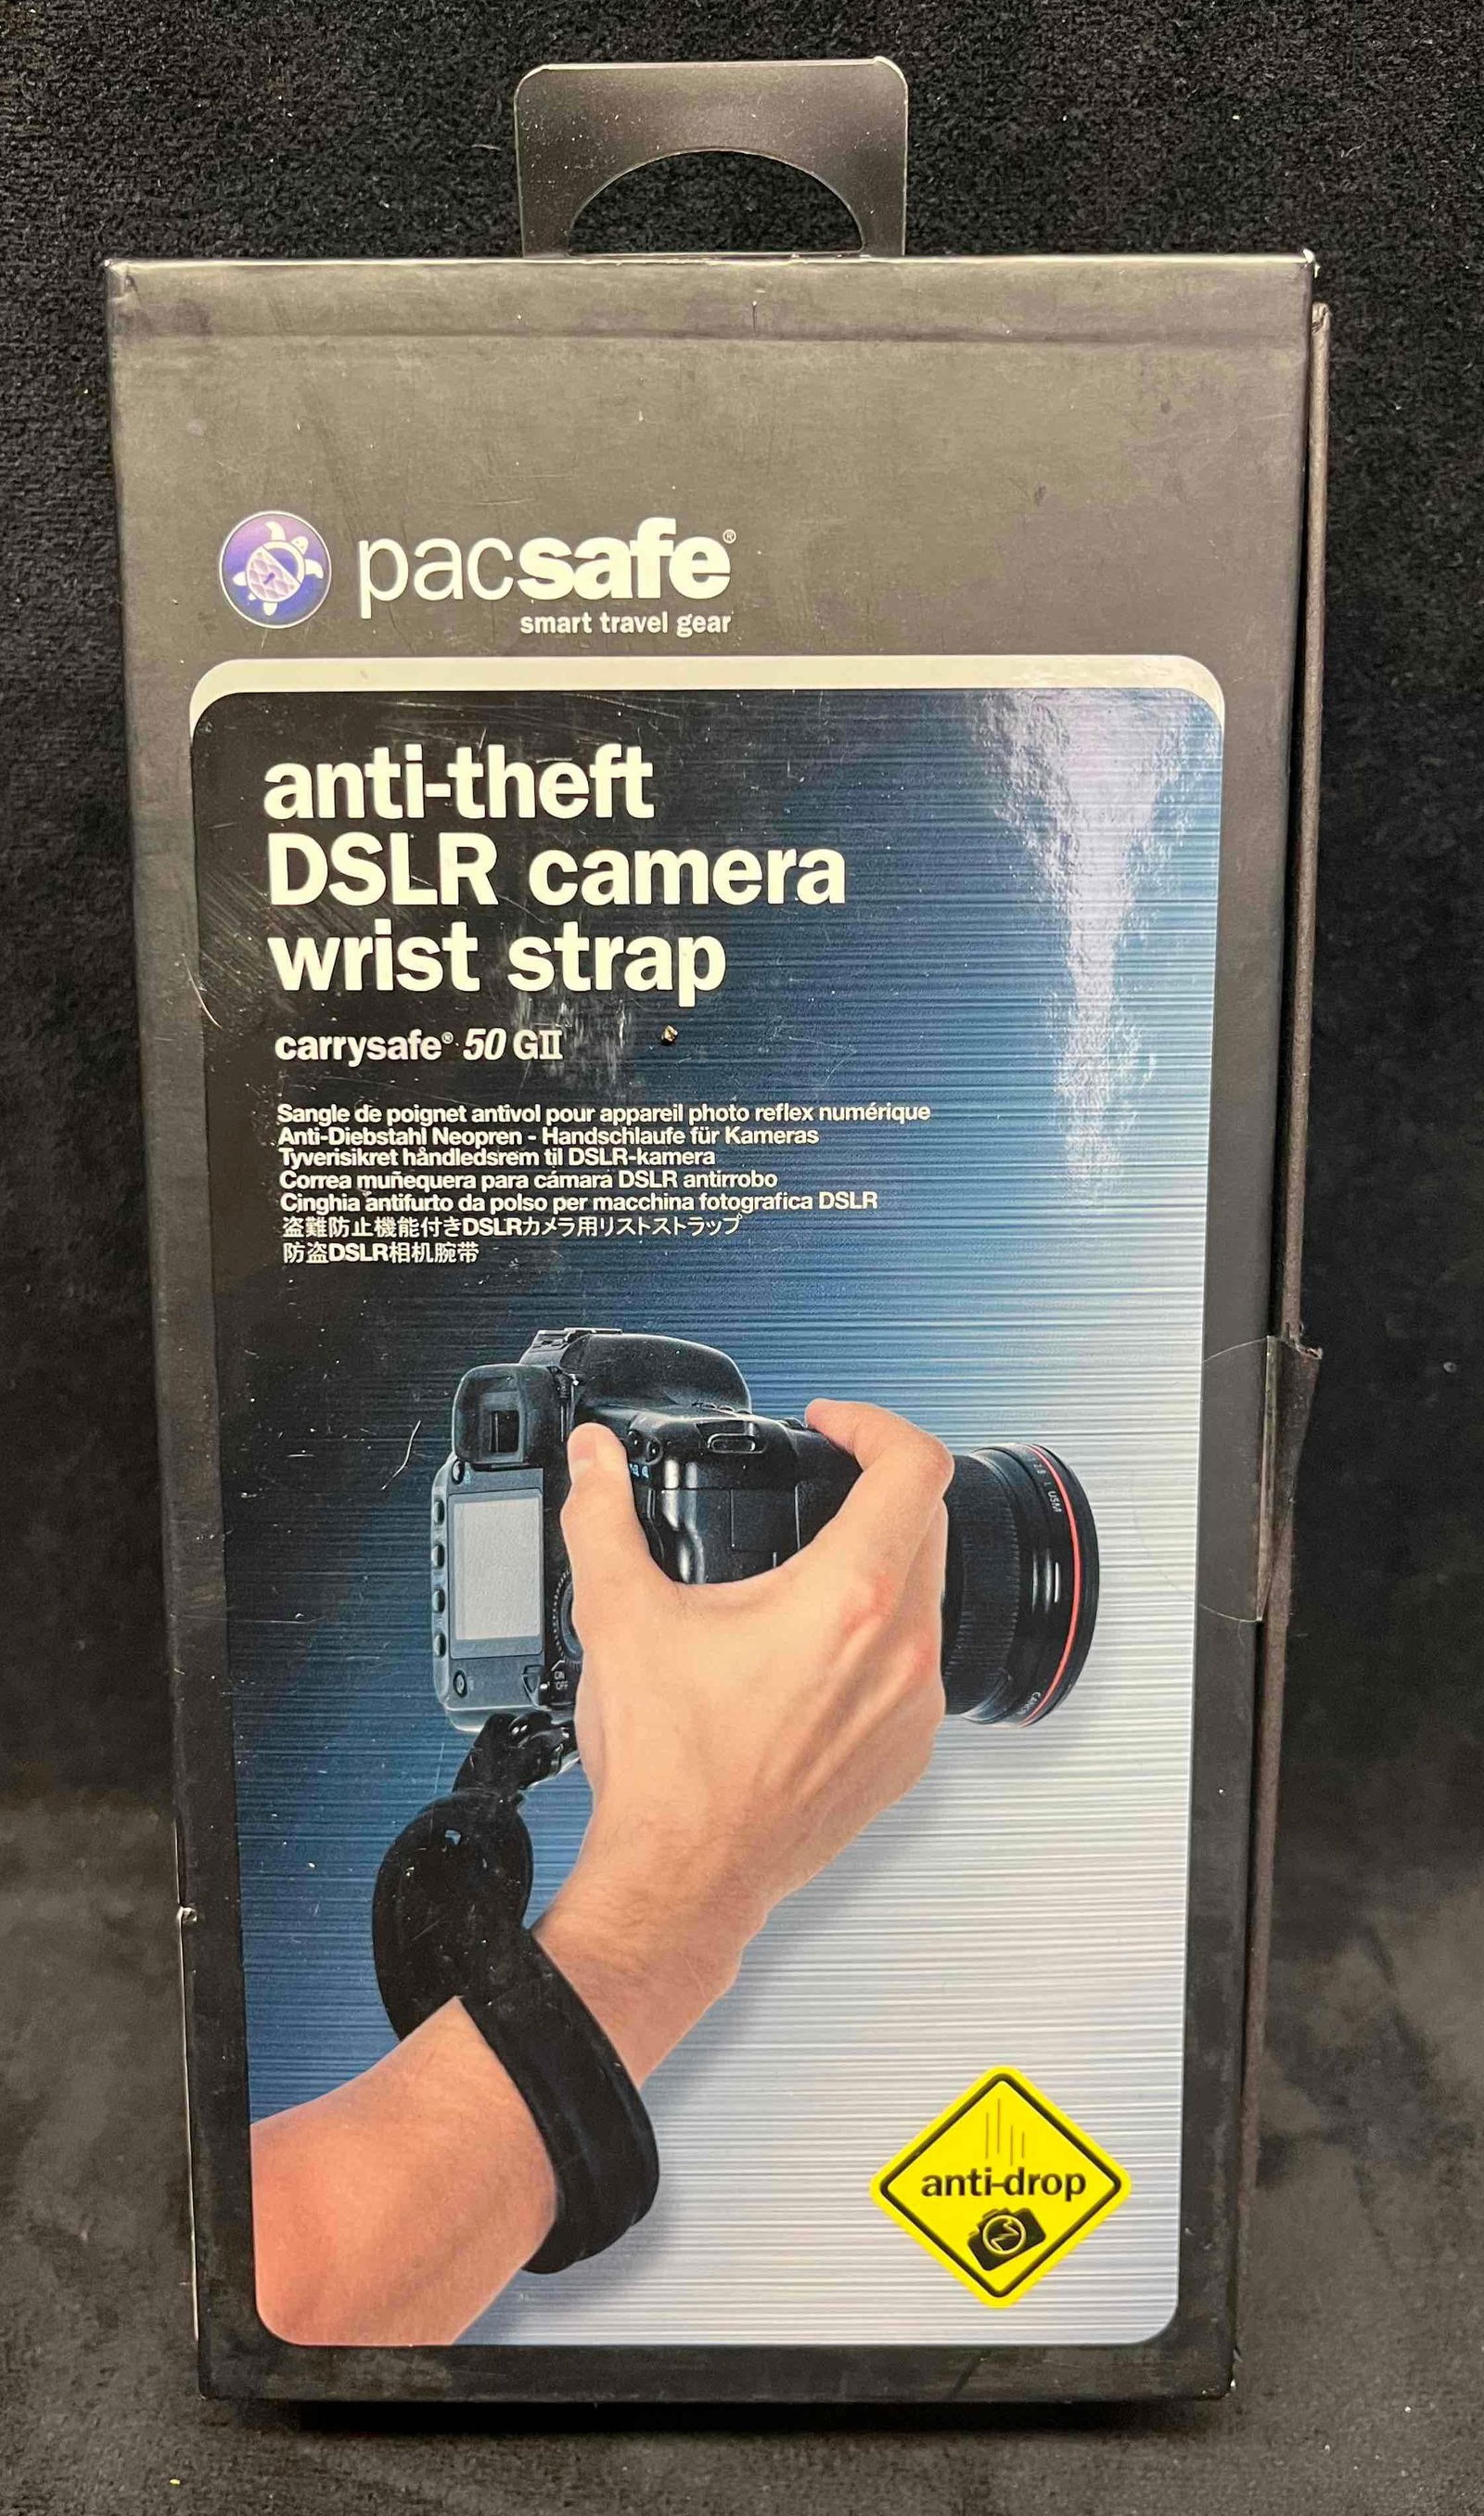 pacsafe®
smart travel gear
anti-theft
DSLR camera
wrist strap
carrysafe® 50 GII
Sangle de poignet antivol pour appareil photo reflex numérique
Anti-Diebstahl Neopren - Handschlaufe für Kameras
Tyverisikret håndledsrem til DSLR-kamera
Correa muñequera para cámara DSLR antirrobo
Cinghia antifurto da polso per macchina fotografica DSLR
盗難防止機能付きDSLRカメラ用リストストラップ
防盗DSLR相机腕带
USM
ON
OFF
anti-drop